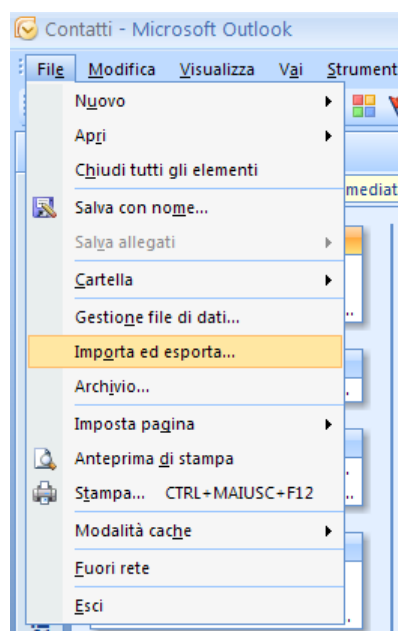 Contatti - Microsoft Outlook
File Modifica Visualizza Vai Strument
Nuovo
Apri
Chiudi tutti gli elementi
mediat
Salva con nome...
Salva allegati
Cartella
Gestione file di dati...
Importa ed esporta...
Archivio...
Imposta pagina
Anteprima di stampa
Stampa... CTRL+MAIUSC+F12
Modalità cache
Fuori rete
Esci